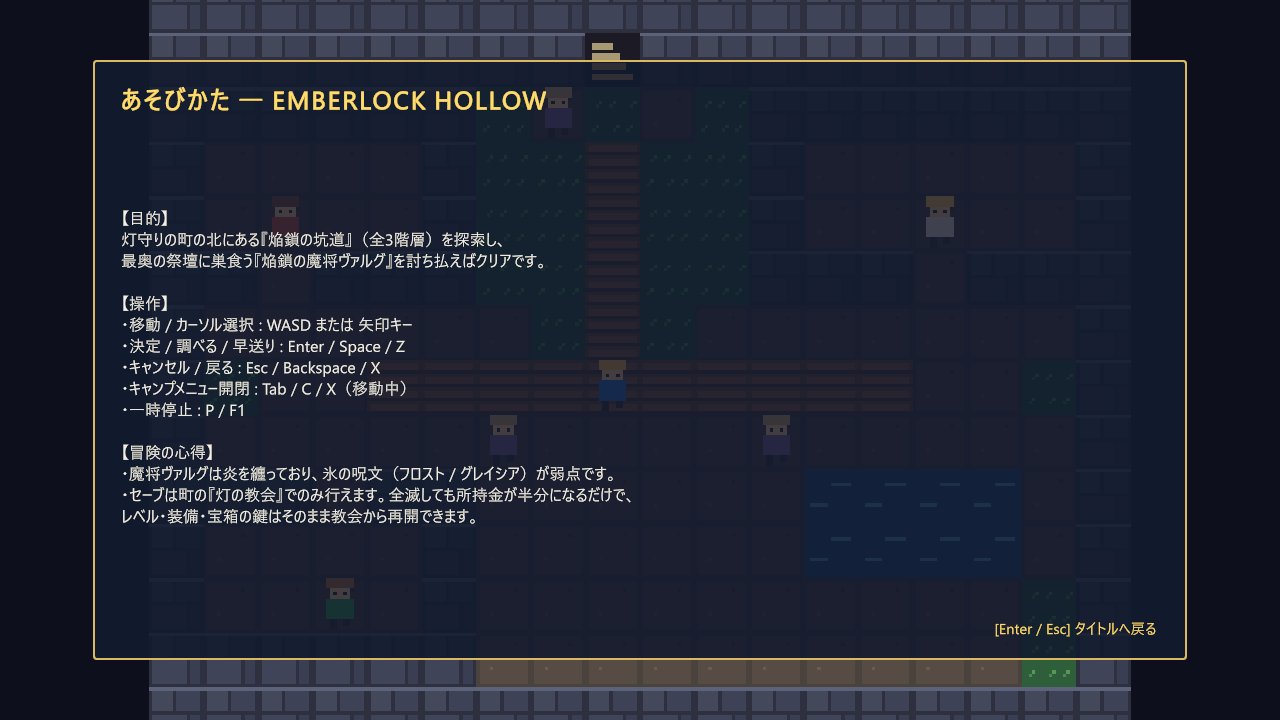 あそびかた — EMBERLOCK HOLLOW
【目的】
灯守りの町の北にある『焔鎖の坑道』（全3階層）を探索し、
最奥の祭壇に巣食う『焔鎖の魔将ヴァルグ』を討ち払えばクリアです。
【操作】
・移動 / カーソル選択 : WASD または 矢印キー
・決定 / 調べる / 早送り : Enter / Space / Z
・キャンセル / 戻る : Esc / Backspace / X
・キャンプメニュー開閉 : Tab / C / X（移動中）
・一時停止 : P / F1
【冒険の心得】
・魔将ヴァルグは炎を纏っており、氷の呪文（フロスト / グレイシア）が弱点です。
・セーブは町の『灯の教会』でのみ行えます。全滅しても所持金が半分になるだけで、
レベル・装備・宝箱の鍵はそのまま教会から再開できます。
[Enter / Esc] タイトルへ戻る